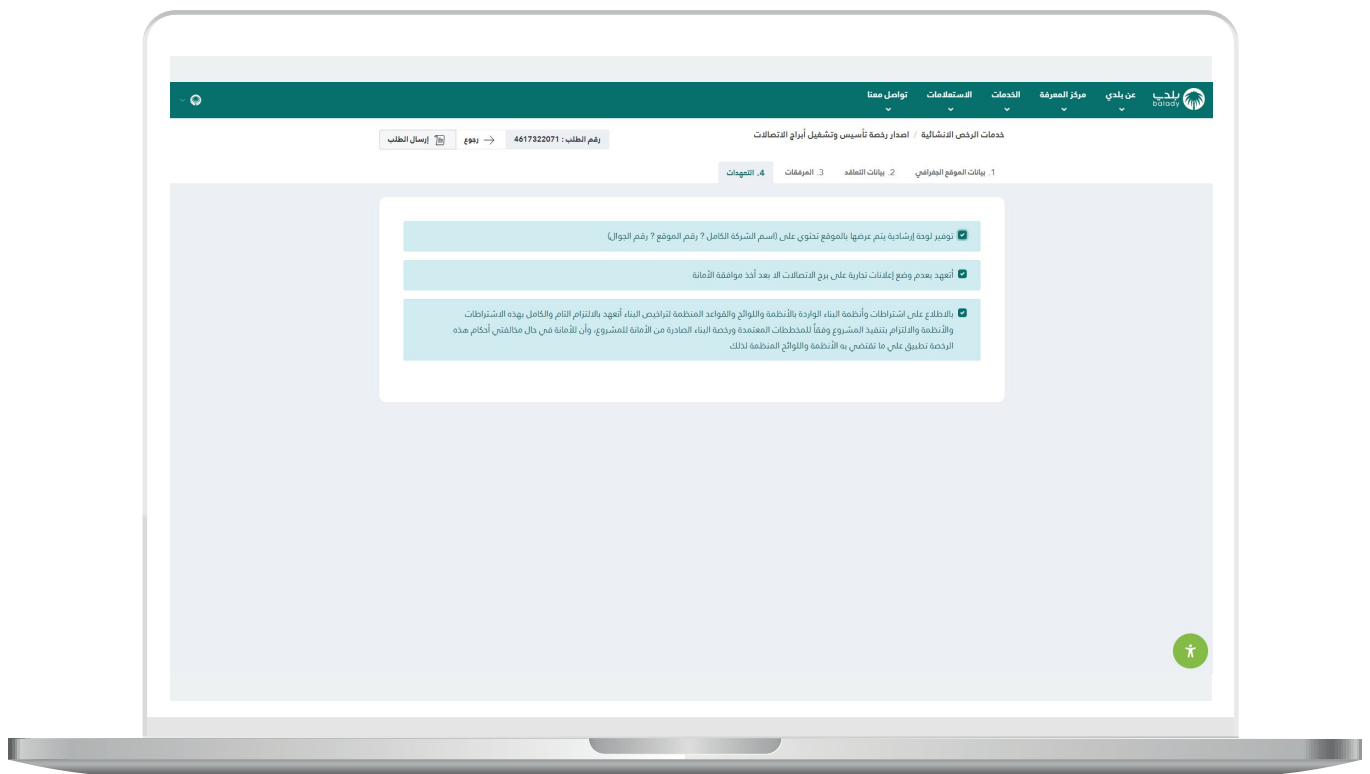 بلدي
balady
عن بلدي
مركز المعرفة
الخدمات
الاستعلامات
تواصل معنا
خدمات الرخص الانشائية / اصدار رخصة تأسيس وتشغيل أبراج الاتصالات
رقم الطلب : 4617322071
رجوع
إرسال الطلب
1. بيانات الموقع الجغرافي
2. بيانات التعاقد
3. المرفقات
4. التعهدات
توفير لوحة إرشادية يتم عرضها بالموقع تحتوي على (اسم الشركة الكامل ? رقم الموقع ? رقم الجوال)
أتعهد بعدم وضع إعلانات تجارية على برج الاتصالات الا بعد أخذ موافقة الأمانة
بالاطلاع على اشتراطات وأنظمة البناء الواردة بالأنظمة واللوائح والقواعد المنظمة لتراخيص البناء أتعهد بالالتزام التام والكامل بهذه الاشتراطات
والأنظمة والالتزام بتنفيذ المشروع وفقاً للمخططات المعتمدة ورخصة البناء الصادرة من الأمانة للمشروع، وأن للأمانة في حال مخالفتي أحكام هذه
الرخصة تطبيق علي ما تقتضي به الأنظمة واللوائح المنظمة لذلك